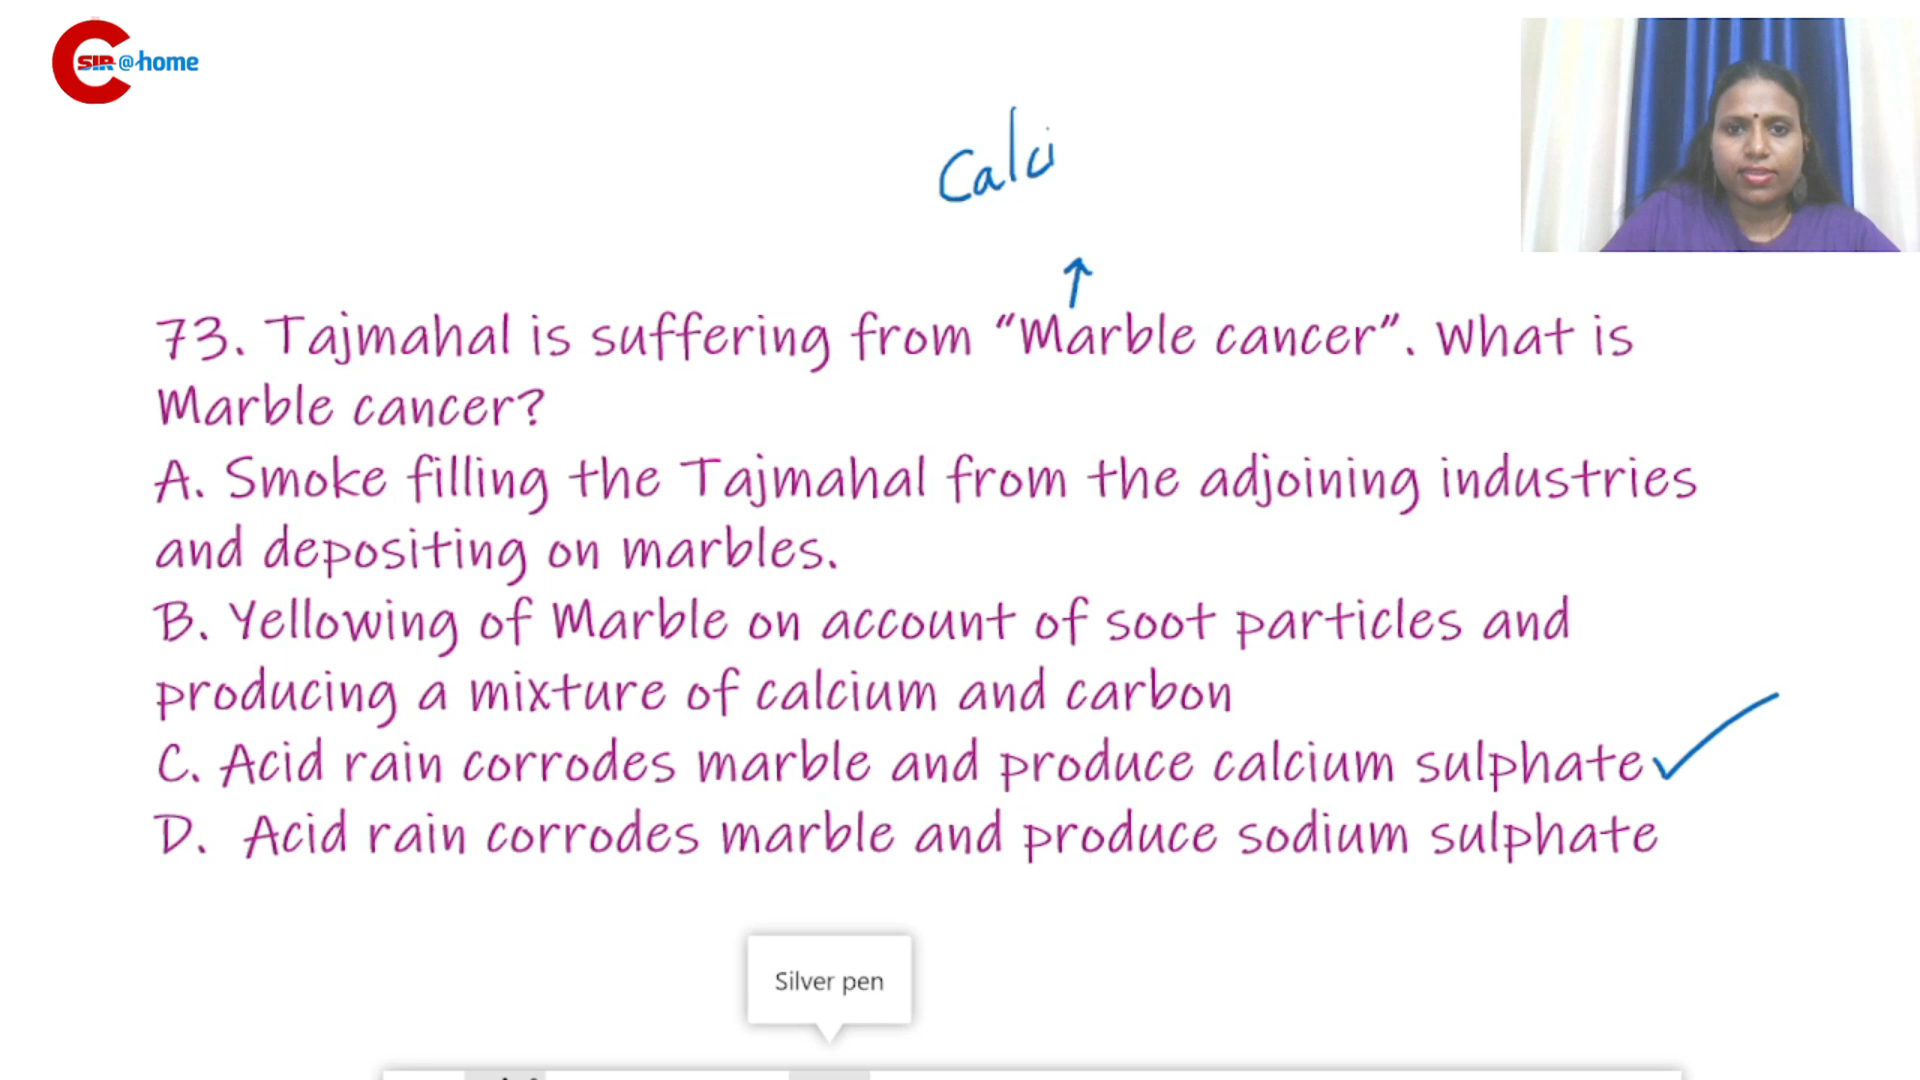 CSIR@home
Calci
73. Tajmahal is suffering from “Marble cancer”. What is
Marble cancer?
A. Smoke filling the Tajmahal from the adjoining industries
and depositing on marbles.
B. Yellowing of Marble on account of soot particles and
producing a mixture of calcium and carbon
C. Acid rain corrodes marble and produce calcium sulphate
D. Acid rain corrodes marble and produce sodium sulphate
Silver pen